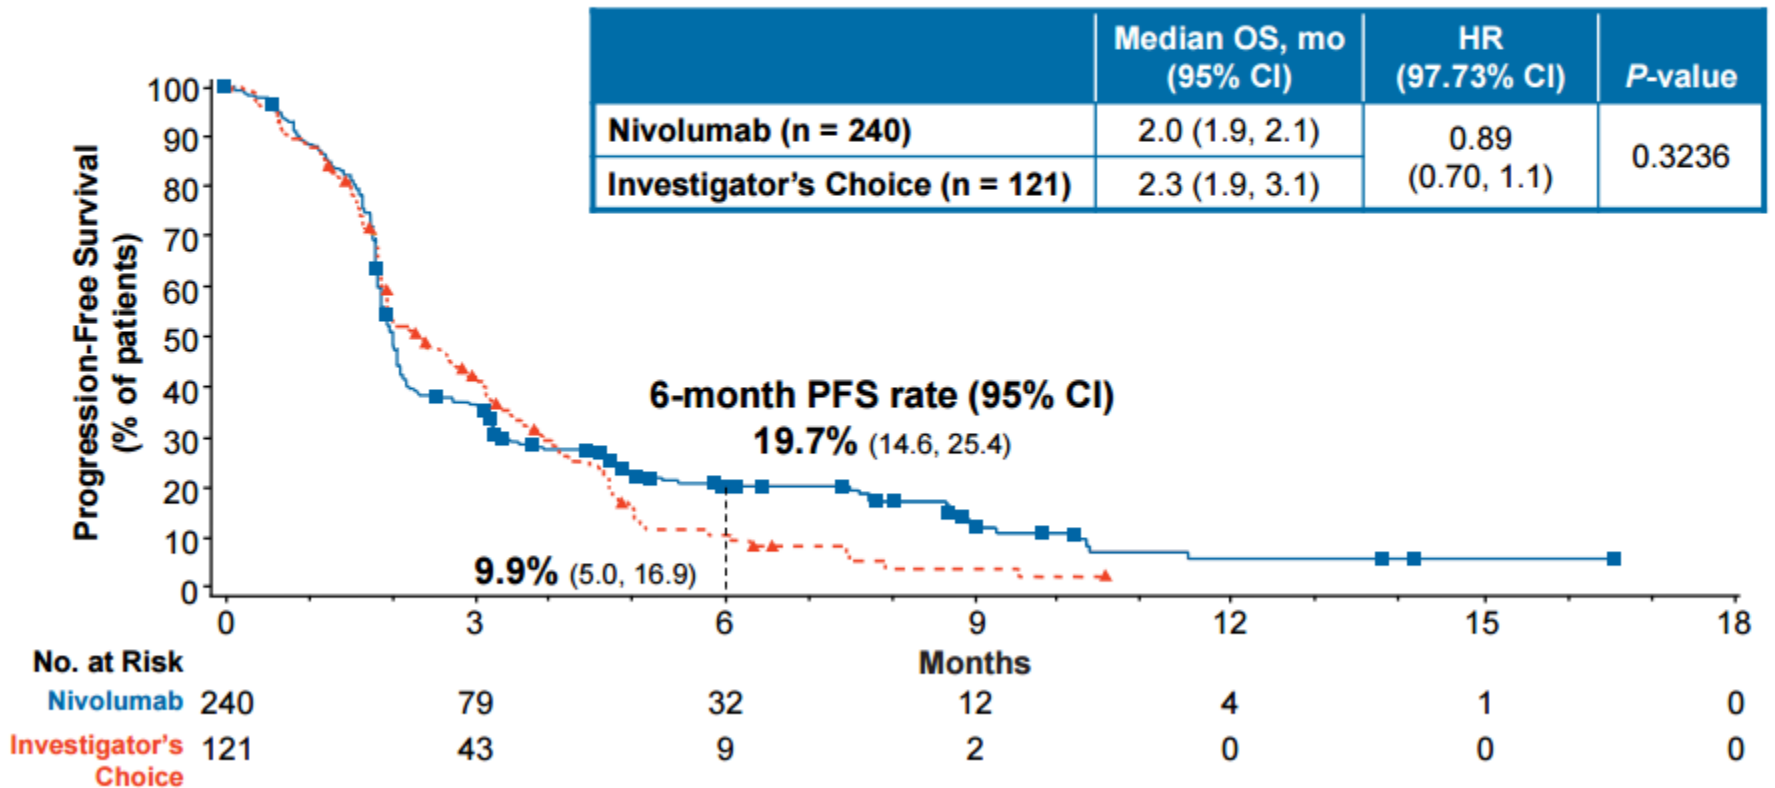 Median OS, mo (95% CI) HR (97.73% CI) P-value
Nivolumab (n = 240) 2.0 (1.9, 2.1) 0.89 (0.70, 1.1) 0.3236
Investigator's Choice (n = 121) 2.3 (1.9, 3.1)
Progression-Free Survival
(% of patients)
100
90
80
70
60
50
40
30
20
10
0
6-month PFS rate (95% CI)
19.7% (14.6, 25.4)
9.9% (5.0, 16.9)
0 3 6 9 12 15 18
Months
No. at Risk
Nivolumab 240 79 32 12 4 1 0
Investigator's Choice 121 43 9 2 0 0 0